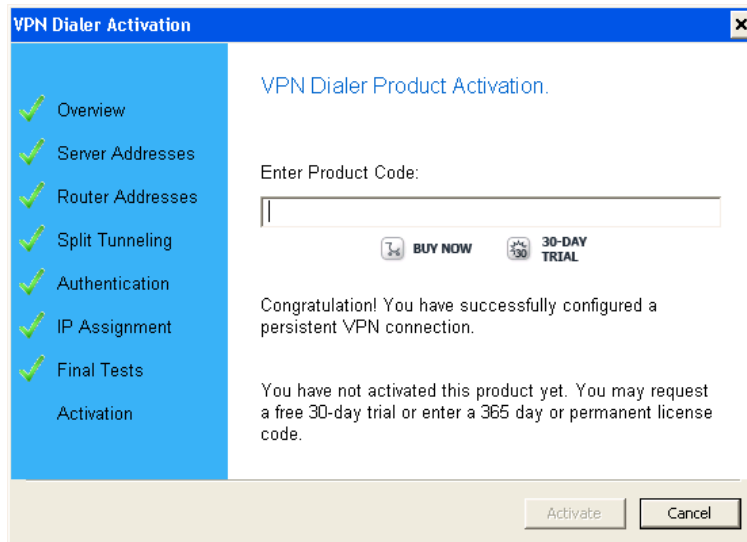 VPN Dialer Activation
Overview
Server Addresses
Router Addresses
Split Tunneling
Authentication
IP Assignment
Final Tests
Activation
VPN Dialer Product Activation.
Enter Product Code:
BUY NOW
30
30-DAY
TRIAL
Congratulation! You have successfully configured a
persistent VPN connection.
You have not activated this product yet. You may request
a free 30-day trial or enter a 365 day or permanent license
code.
Activate
Cancel